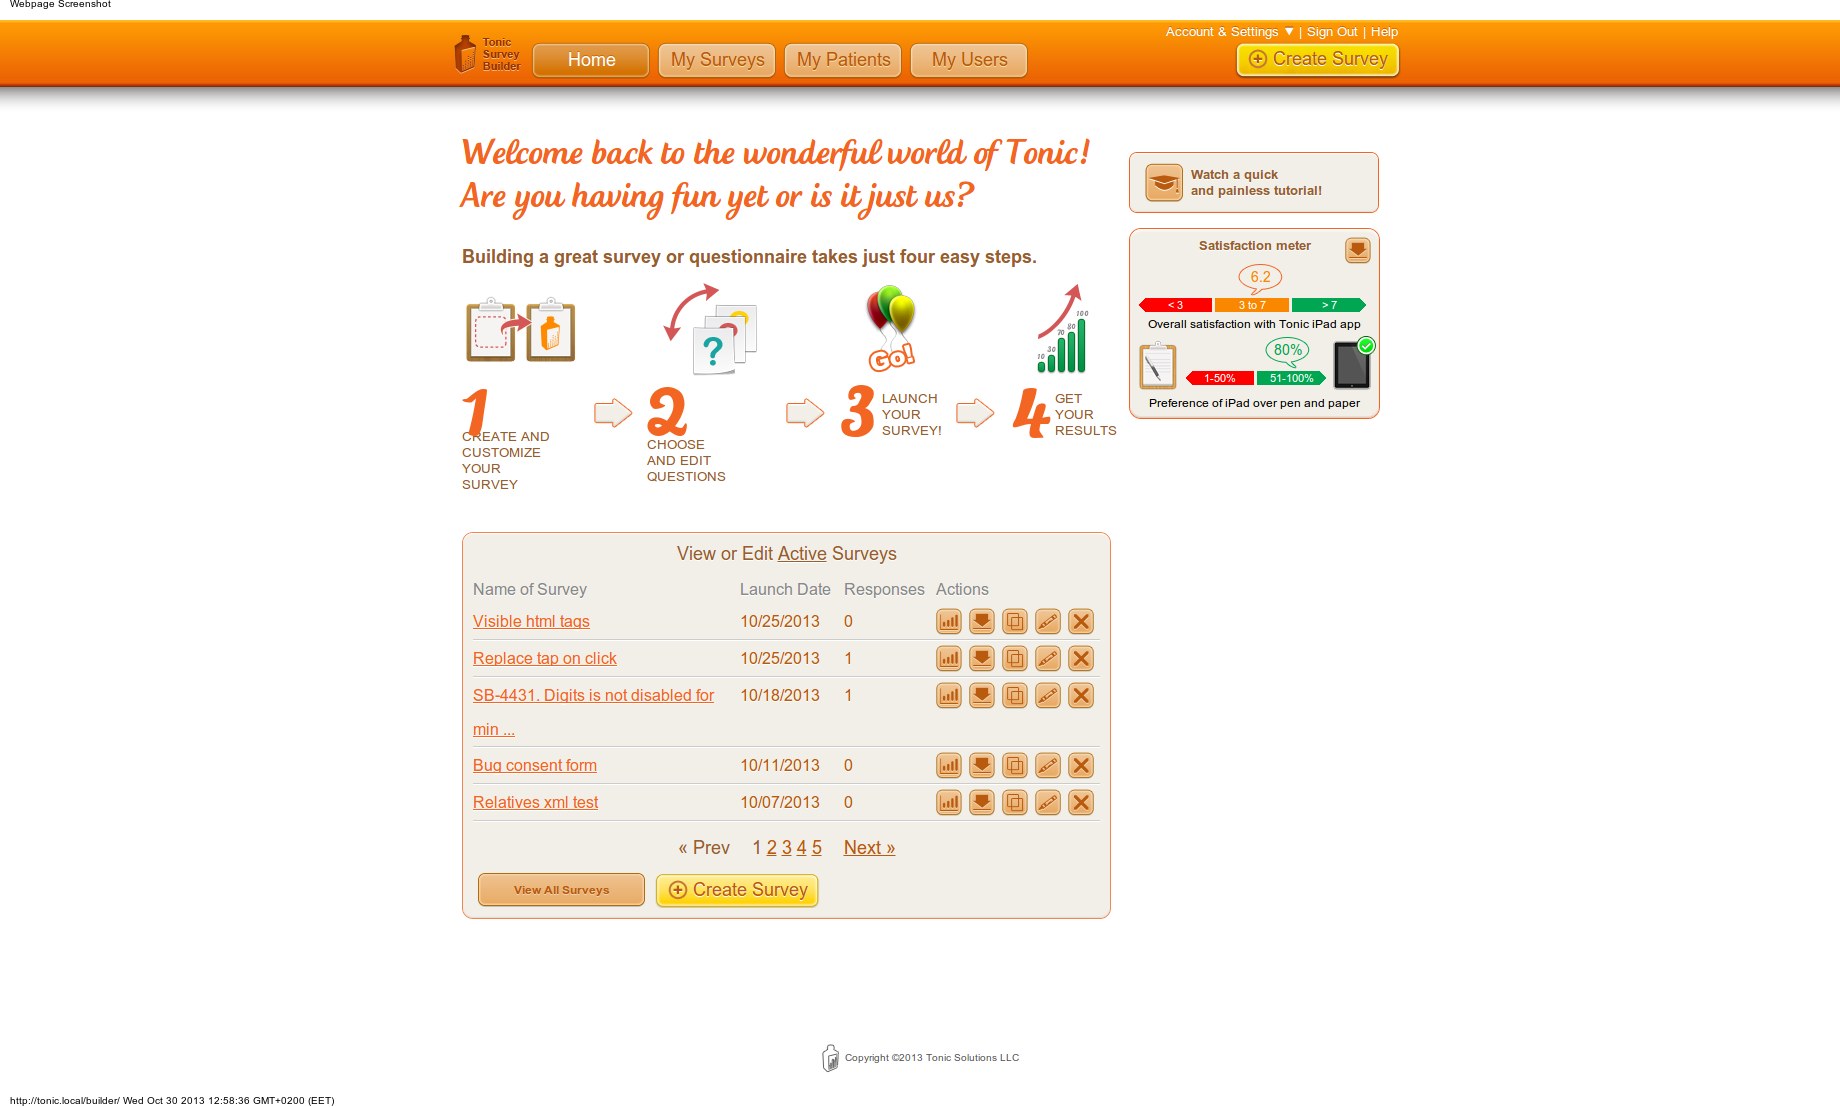 Webpage Screenshot
Account & Settings ▼ | Sign Out | Help
Tonic
Survey
Builder
Home
My Surveys
My Patients
My Users
Create Survey
Welcome back to the wonderful world of Tonic!
Are you having fun yet or is it just us?
Watch a quick
and painless tutorial!
Building a great survey or questionnaire takes just four easy steps.
Satisfaction meter
6.2
< 3
3 to 7
> 7
Overall satisfaction with Tonic iPad app
80%
1-50%
51-100%
Preference of iPad over pen and paper
?
GO!
10
30
70
80
100
1
CREATE AND
CUSTOMIZE
YOUR
SURVEY
2
CHOOSE
AND EDIT
QUESTIONS
3
LAUNCH
YOUR
SURVEY!
4
GET
YOUR
RESULTS
View or Edit Active Surveys
Name of Survey Launch Date Responses Actions
Visible html tags 10/25/2013 0
Replace tap on click 10/25/2013 1
SB-4431. Digits is not disabled for 10/18/2013 1
min ...
Bug consent form 10/11/2013 0
Relatives xml test 10/07/2013 0
« Prev 1 2 3 4 5 Next »
View All Surveys
Create Survey
Copyright ©2013 Tonic Solutions LLC
http://tonic.local/builder/ Wed Oct 30 2013 12:58:36 GMT+0200 (EET)